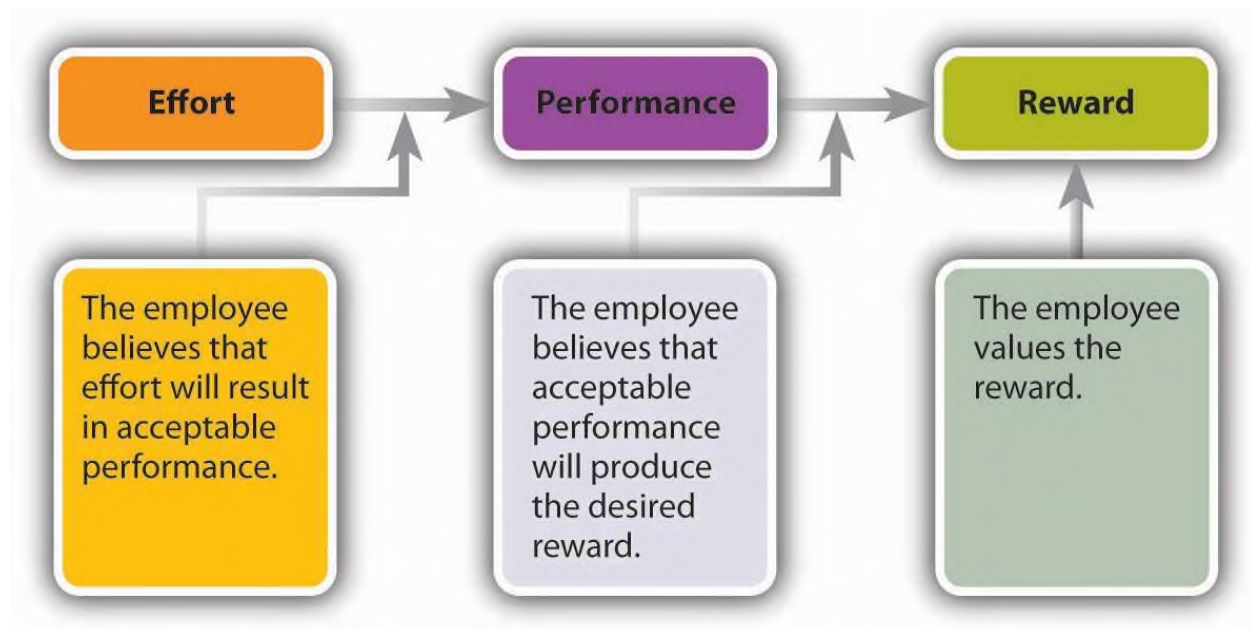 Effort
Performance
Reward
The employee
believes that
effort will result
in acceptable
performance.
The employee
believes that
acceptable
performance
will produce
the desired
reward.
The employee
values the
reward.